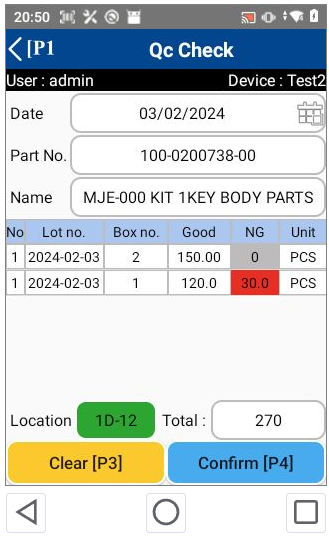 20:50
[P1
Qc Check
User : admin Device : Test2
Date 03/02/2024
Part No. 100-0200738-00
Name MJE-000 KIT 1KEY BODY PARTS
No Lot no. Box no. Good NG Unit
1 2024-02-03 2 150.00 0 PCS
1 2024-02-03 1 120.0 30.0 PCS
Location 1D-12 Total : 270
Clear [P3] Confirm [P4]